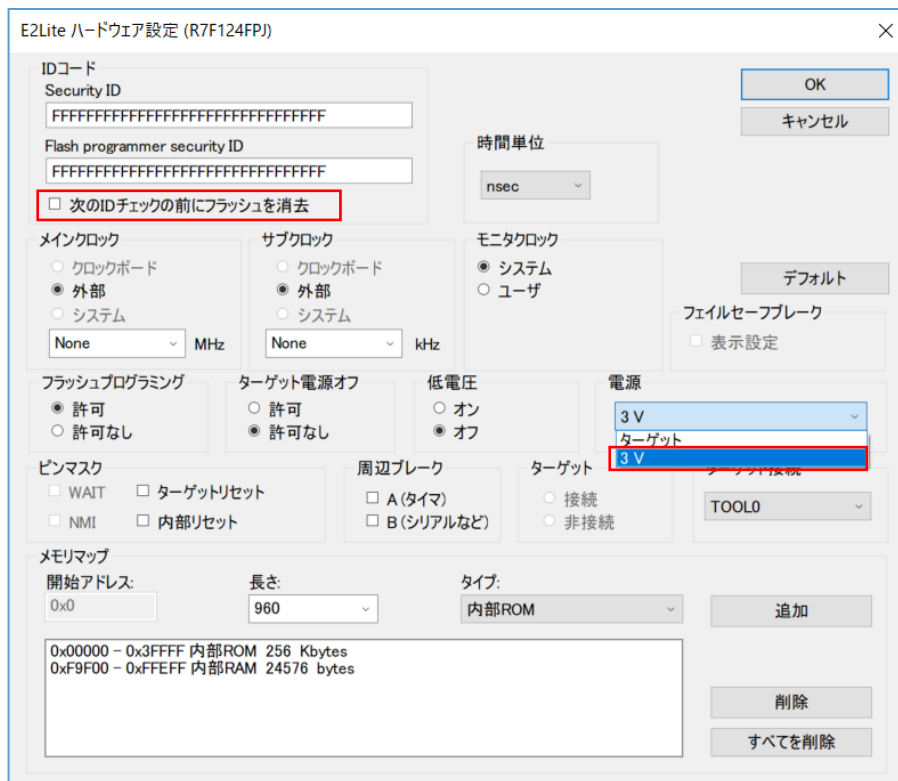 E2Lite ハードウェア設定 (R7F124FPJ)
IDコード
Security ID
FFFFFFFFFFFFFFFFFFFFFFFFFFFFFFFF
Flash programmer security ID
FFFFFFFFFFFFFFFFFFFFFFFFFFFFFFFF
次のIDチェックの前にフラッシュを消去
時間単位
nsec
OK
キャンセル
メインクロック
クロックボード
外部
システム
None MHz
サブクロック
クロックボード
外部
システム
None kHz
モニタクロック
システム
ユーザ
デフォルト
フェイルセーフブレーク
表示設定
フラッシュプログラミング
許可
許可なし
ターゲット電源オフ
許可
許可なし
低電圧
オン
オフ
電源
3 V
ターゲット
3 V
ピンマスク
WAIT
ターゲットリセット
NMI
内部リセット
周辺ブレーク
A (タイマ)
B (シリアルなど)
ターゲット
接続
非接続
ターゲット接続
TOOL0
メモリマップ
開始アドレス:
0x0
長さ:
960
タイプ:
内部ROM
追加
0x00000 - 0x3FFFF 内部ROM 256 Kbytes
0xF9F00 - 0xFFEFF 内部RAM 24576 bytes
削除
すべてを削除